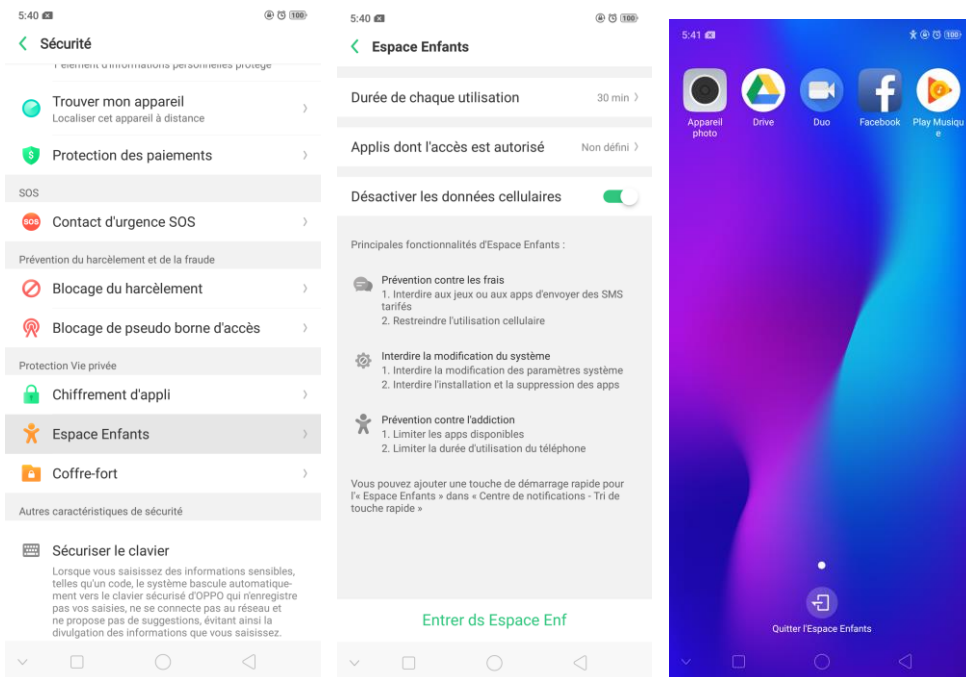 5:40
100
Sécurité
1 élément d'informations personnelles protégé
Trouver mon appareil
Localiser cet appareil à distance
Protection des paiements
SOS
SOS
Contact d'urgence SOS
Prévention du harcèlement et de la fraude
Blocage du harcèlement
Blocage de pseudo borne d'accès
Protection Vie privée
Chiffrement d'appli
Espace Enfants
Coffre-fort
Autres caractéristiques de sécurité
Sécuriser le clavier
Lorsque vous saisissez des informations sensibles,
telles qu'un code, le système bascule automatique-
ment vers le clavier sécurisé d'OPPO qui n'enregistre
pas vos saisies, ne se connecte pas au réseau et
ne propose pas de suggestions, évitant ainsi la
divulgation des informations que vous saisissez.
5:40
100
Espace Enfants
Durée de chaque utilisation 30 min
Applis dont l'accès est autorisé Non défini
Désactiver les données cellulaires
Principales fonctionnalités d'Espace Enfants :
Prévention contre les frais
1. Interdire aux jeux ou aux apps d'envoyer des SMS
tarifés
2. Restreindre l'utilisation cellulaire
Interdire la modification du système
1. Interdire la modification des paramètres système
2. Interdire l'installation et la suppression des apps
Prévention contre l'addiction
1. Limiter les apps disponibles
2. Limiter la durée d'utilisation du téléphone
Vous pouvez ajouter une touche de démarrage rapide pour
l'« Espace Enfants » dans « Centre de notifications - Tri de
touche rapide »
Entrer ds Espace Enf
5:41
100
Appareil
photo
Drive
Duo
Facebook
Play Musiqu
e
Quitter l'Espace Enfants